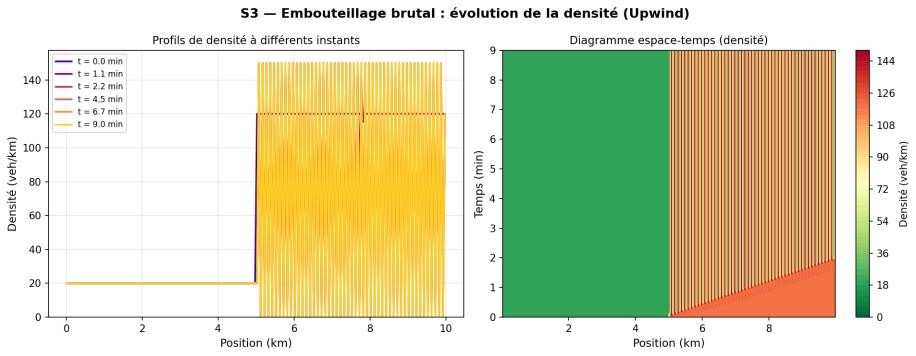 S3 — Embouteillage brutal : évolution de la densité (Upwind)
Profils de densité à différents instants
Densité (veh/km)
140
120
100
80
60
40
20
0
t = 0.0 min
t = 1.1 min
t = 2.2 min
t = 4.5 min
t = 6.7 min
t = 9.0 min
0 2 4 6 8 10
Position (km)
Diagramme espace-temps (densité)
Temps (min)
9
8
7
6
5
4
3
2
1
0
2 4 6 8
Position (km)
144
126
108
90
72
54
36
18
0
Densité (veh/km)